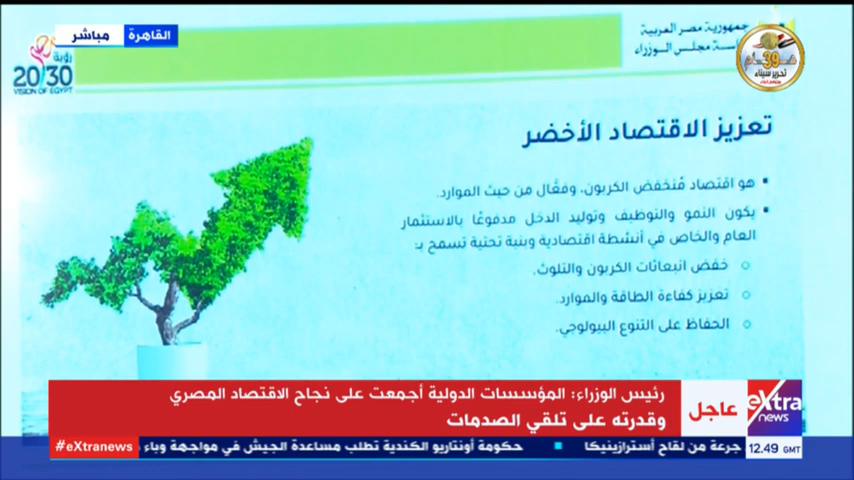 القاهرة
مباشر
رؤية
2030
VISION OF EGYPT
جمهورية مصر العربية
مجلس الوزراء
39
تحرير سيناء
تعزيز الاقتصاد الأخضر
▪ هو اقتصاد مُنخفض الكربون، وفعَّال من حيث الموارد.
▪ يكون النمو والتوظيف وتوليد الدخل مدفوعًا بالاستثمار
العام والخاص في أنشطة اقتصادية وبنية تحتية تسمح بـ:
○ خفض انبعاثات الكربون والتلوث.
○ تعزيز كفاءة الطاقة والموارد.
○ الحفاظ على التنوع البيولوجي.
عاجل
رئيس الوزراء: المؤسسات الدولية أجمعت على نجاح الاقتصاد المصري
وقدرته على تلقي الصدمات
eXtra
news
#eXtranews
جرعة من لقاح أسترازينيكا
حكومة أونتاريو الكندية تطلب مساعدة الجيش في مواجهة وباء
12.49 GMT